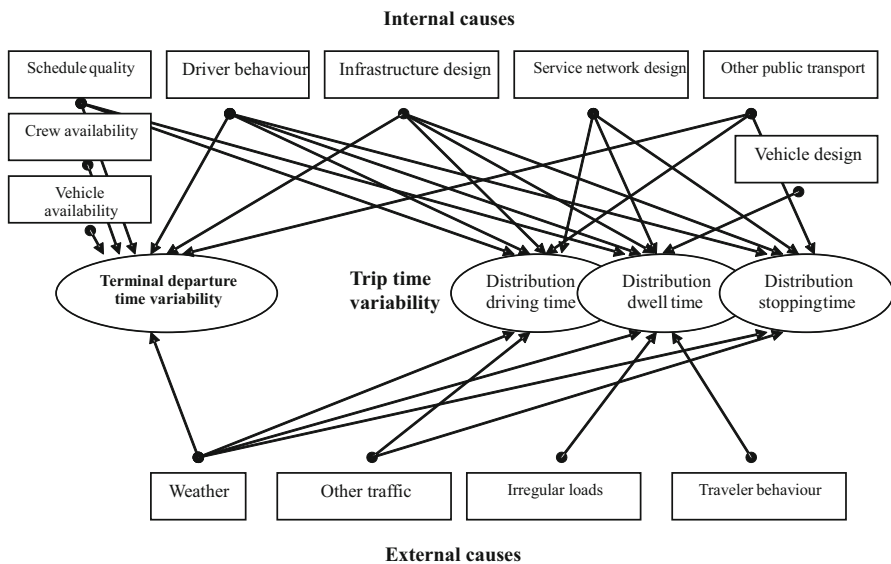 Internal causes
Schedule quality
Driver behaviour
Infrastructure design
Service network design
Other public transport
Crew availability
Vehicle design
Vehicle
availability
Terminal departure
time variability
Trip time
variability
Distribution
driving time
Distribution
dwell time
Distribution
stoppingtime
Weather
Other traffic
Irregular loads
Traveler behaviour
External causes